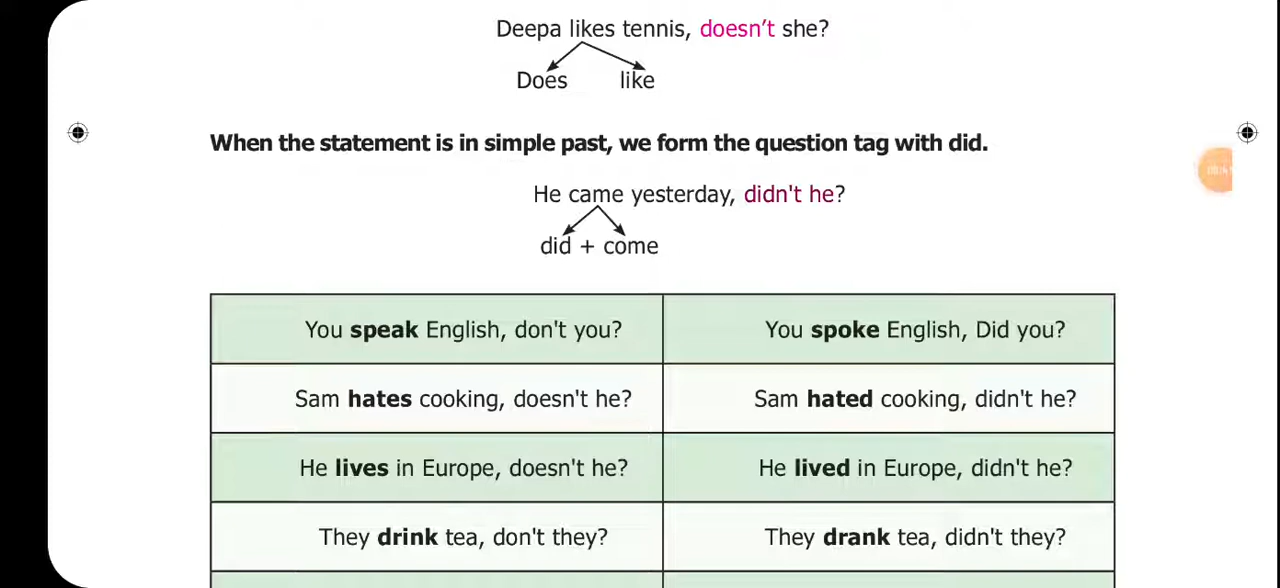 Deepa likes tennis, doesn't she?
Does like
When the statement is in simple past, we form the question tag with did.
He came yesterday, didn't he?
did + come
You speak English, don't you? You spoke English, Did you?
Sam hates cooking, doesn't he? Sam hated cooking, didn't he?
He lives in Europe, doesn't he? He lived in Europe, didn't he?
They drink tea, don't they? They drank tea, didn't they?